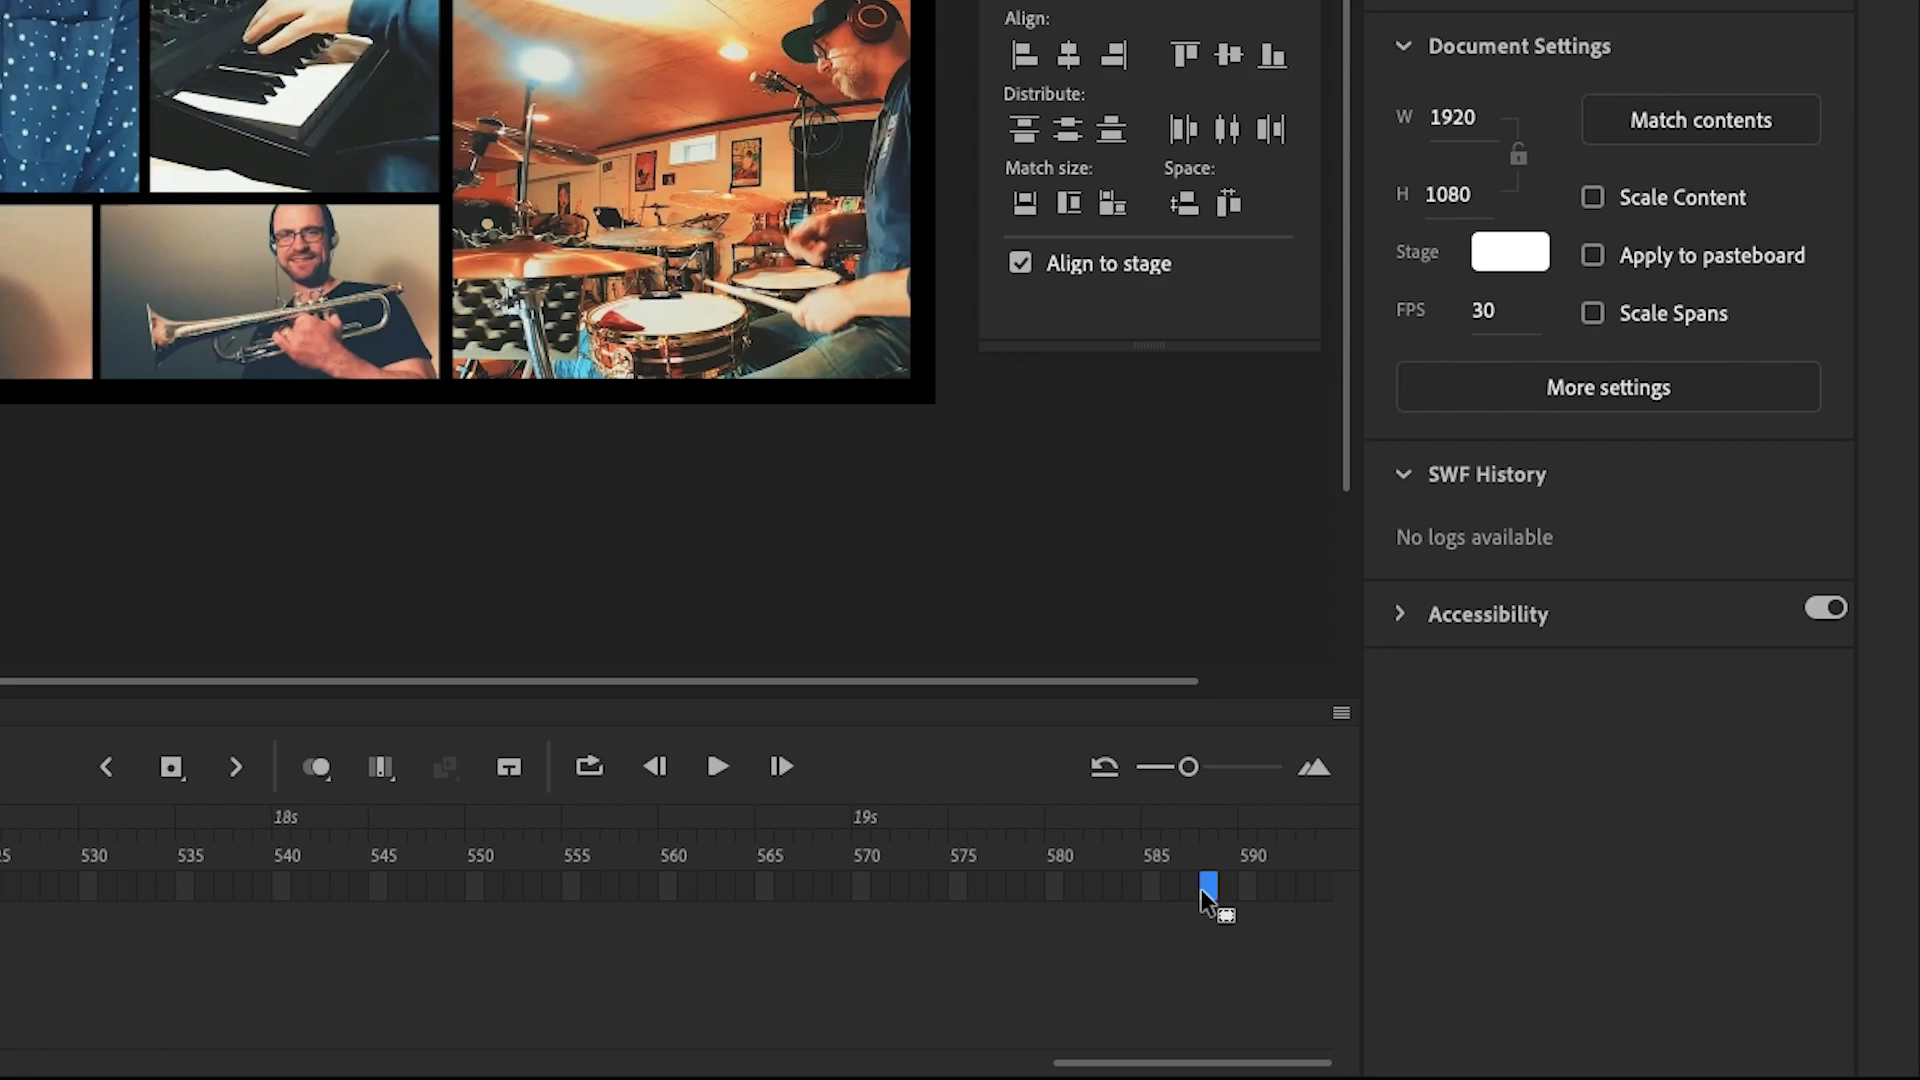 Align:
Distribute:
Match size: Space:
Align to stage
Document Settings
W 1920
Match contents
H 1080
Scale Content
Stage
Apply to pasteboard
FPS 30
Scale Spans
More settings
SWF History
No logs available
Accessibility
18s 19s
5 530 535 540 545 550 555 560 565 570 575 580 585 590